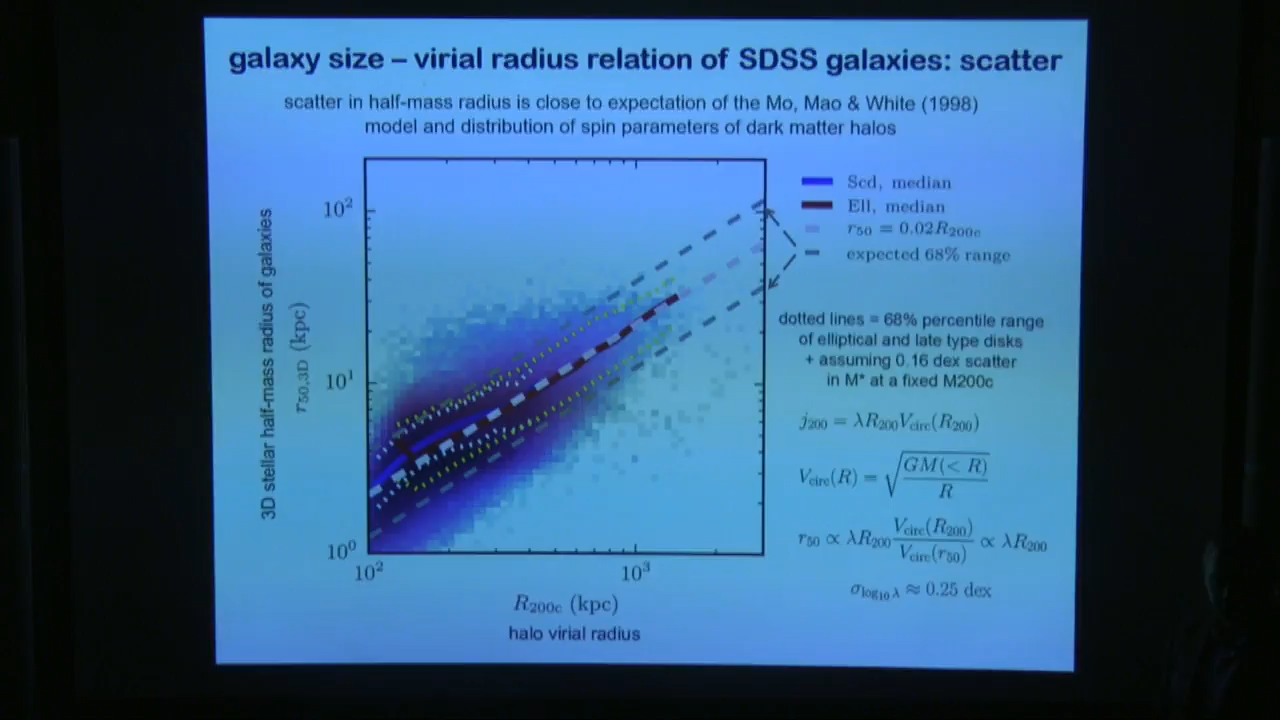 galaxy size – virial radius relation of SDSS galaxies: scatter
scatter in half-mass radius is close to expectation of the Mo, Mao & White (1998)
model and distribution of spin parameters of dark matter halos
3D stellar half-mass radius of galaxies
r50,3D (kpc)
10²
10¹
10⁰
10²
10³
R200c (kpc)
halo virial radius
Scd, median
Ell, median
r50 = 0.02R200c
expected 68% range
dotted lines = 68% percentile range
of elliptical and late type disks
+ assuming 0.16 dex scatter
in M* at a fixed M200c
j200 = λR200Vcirc(R200)
Vcirc(R) = √(GM(< R)/R)
r50 ∝ λR200 Vcirc(R200)/Vcirc(r50) ∝ λR200
σlog10 λ ≈ 0.25 dex